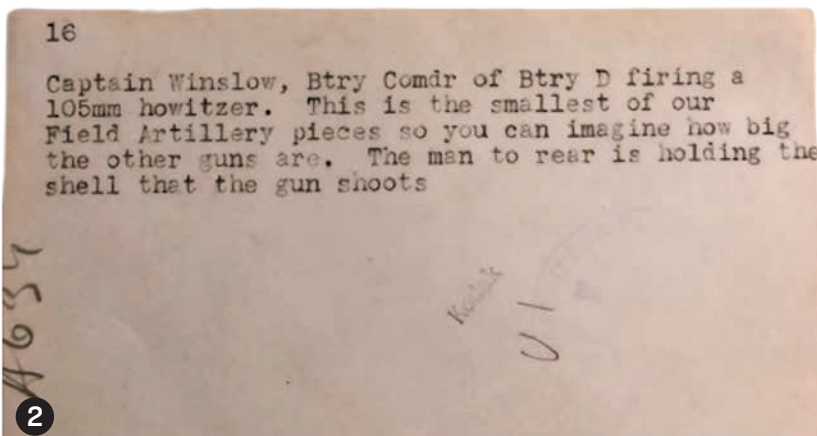 16
Captain Winslow, Btry Comdr of Btry D firing a
105mm howitzer. This is the smallest of our
Field Artillery pieces so you can imagine how big
the other guns are. The man to rear is holding the
shell that the gun shoots
A634
Kodak
U1
2